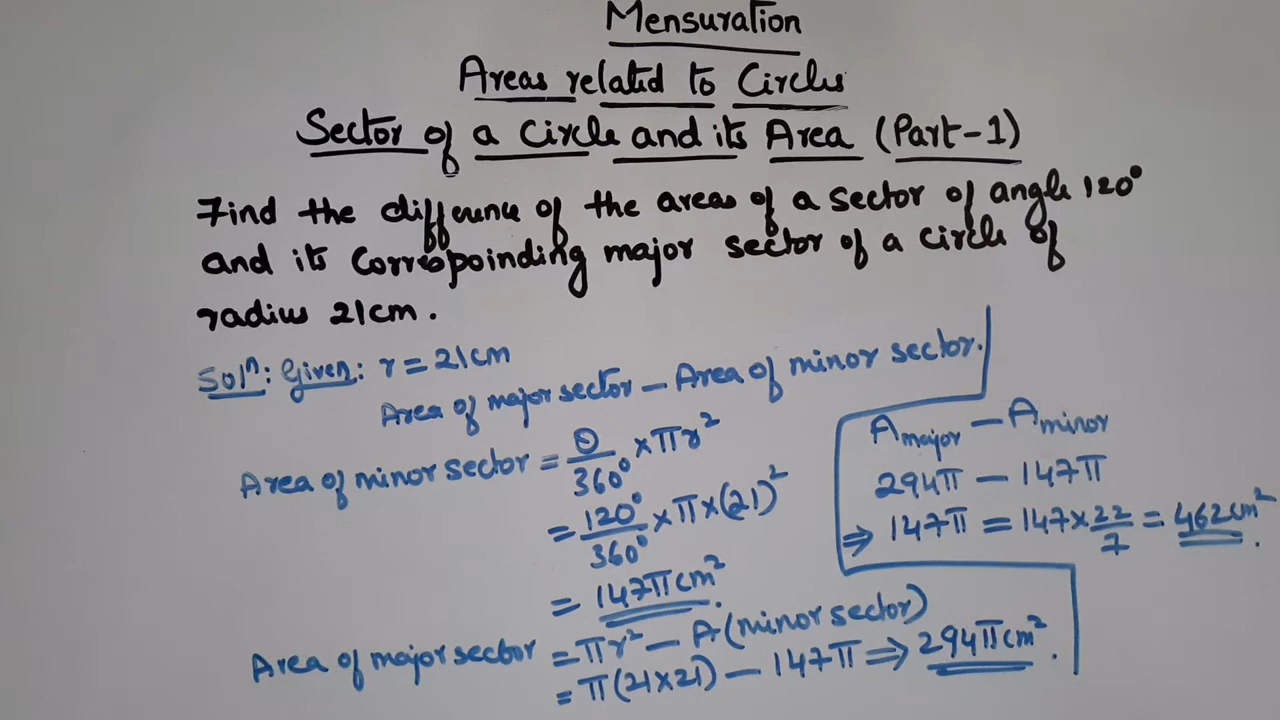 Mensuration
Areas related to Circles
Sector of a Circle and its Area (Part-1)
Find the difference of the areas of a sector of angle 120°
and its Correspoinding major sector of a circle of
radius 21cm.
Soln: Given: r = 21cm
Area of major sector – Area of minor sector.
Area of minor sector = θ/360° × πr²
= 120°/360° × π × (21)²
= 147π cm².
Area of major sector = πr² – A (minor sector)
= π(21×21) – 147π ⇒ 294π cm².
A major – A minor
294π – 147π
⇒ 147π = 147 × 22/7 = 462 cm².